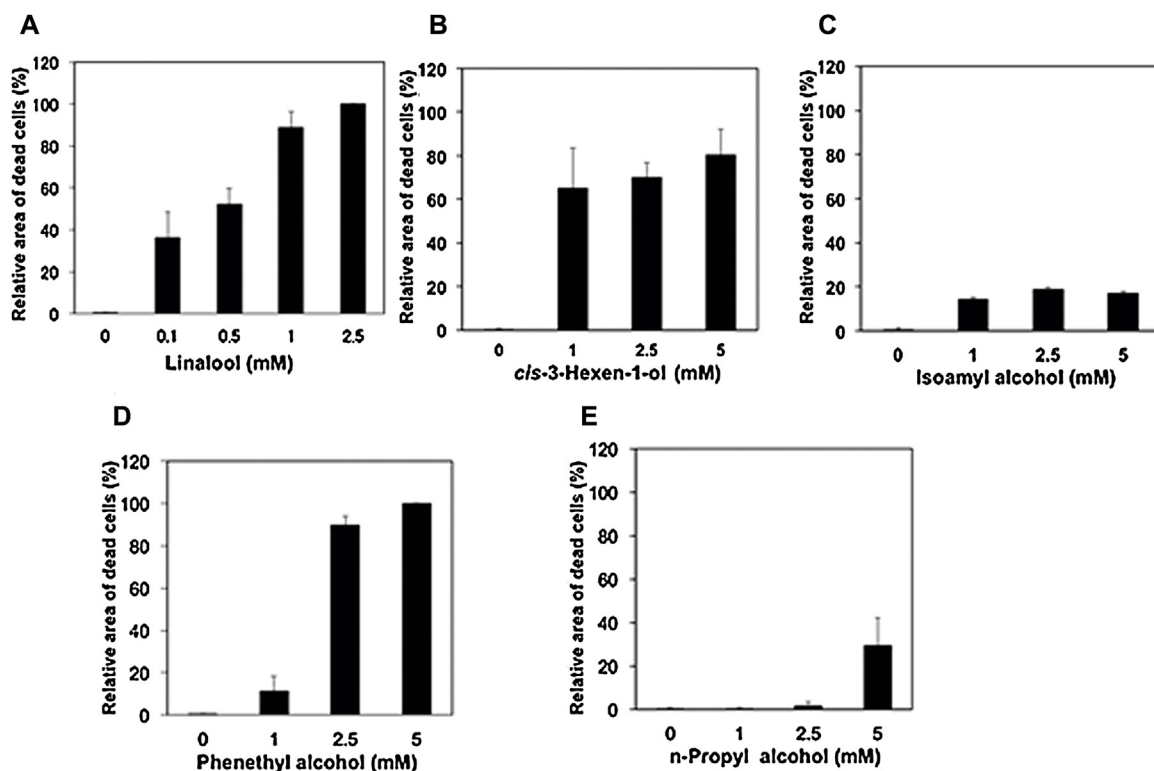 A
Relative area of dead cells (%)
120
100
80
60
40
20
0
0 0.1 0.5 1 2.5
Linalool (mM)
B
Relative area of dead cells (%)
120
100
80
60
40
20
0
0 1 2.5 5
cis-3-Hexen-1-ol (mM)
C
Relative area of dead cells (%)
120
100
80
60
40
20
0
0 1 2.5 5
Isoamyl alcohol (mM)
D
Relative area of dead cells (%)
120
100
80
60
40
20
0
0 1 2.5 5
Phenethyl alcohol (mM)
E
Relative area of dead cells (%)
120
100
80
60
40
20
0
0 1 2.5 5
n-Propyl alcohol (mM)